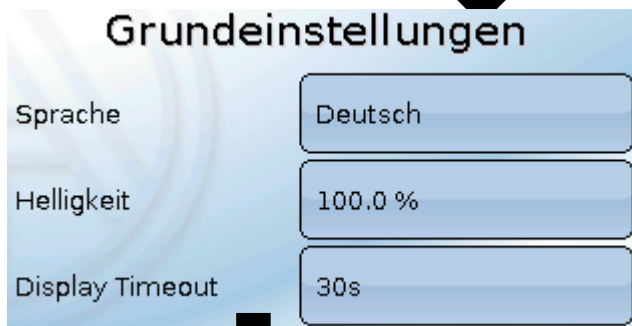 Grundeinstellungen
Sprache Deutsch
Helligkeit 100.0 %
Display Timeout 30s